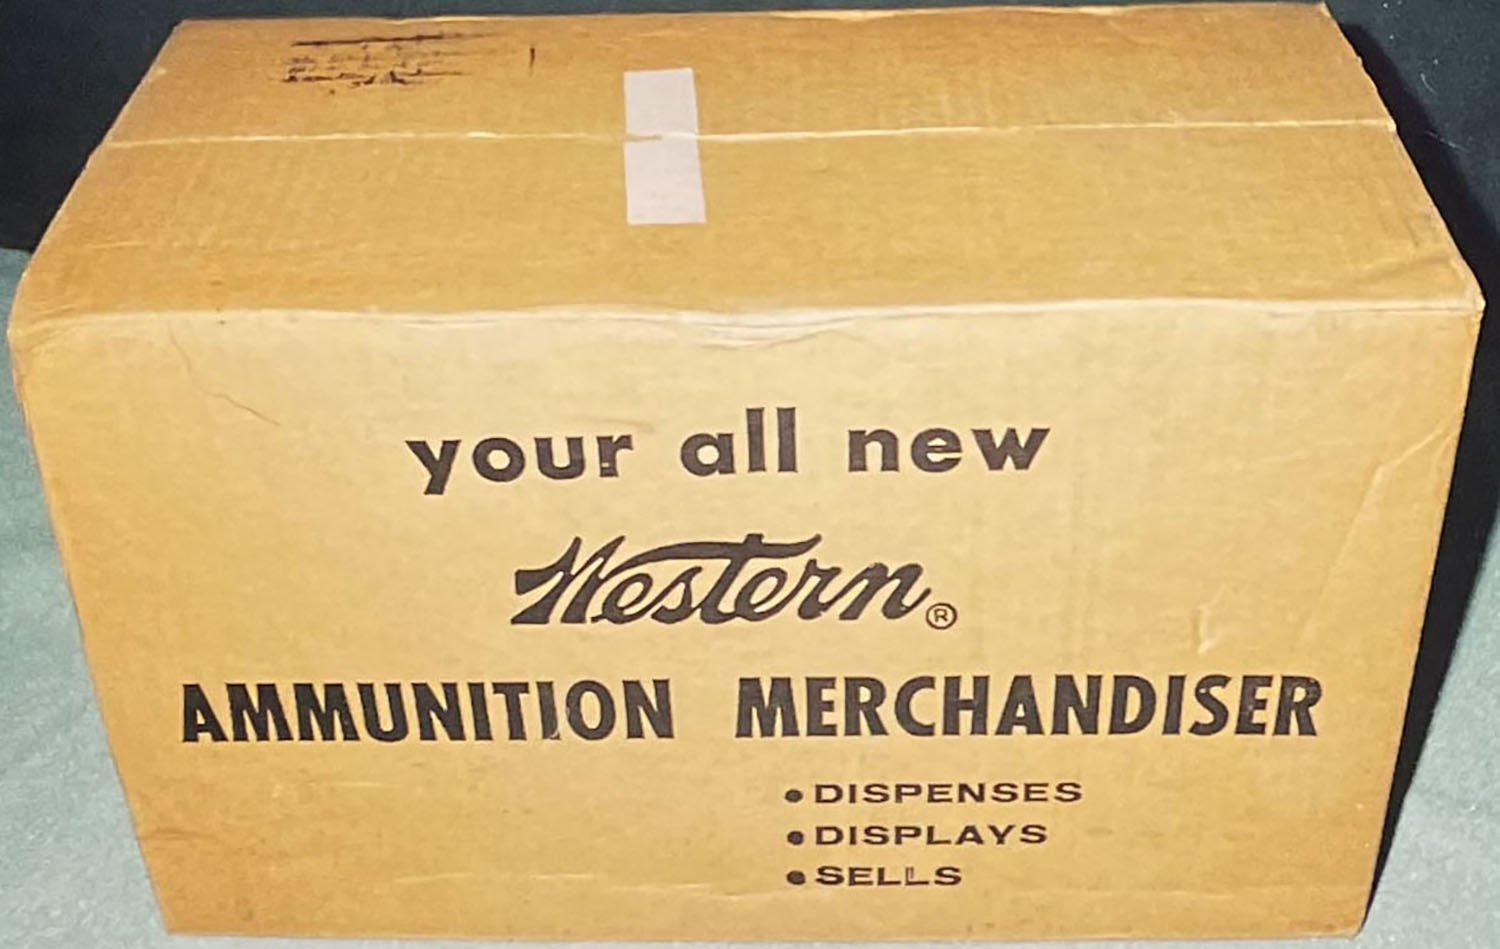 your all new
Western®
AMMUNITION MERCHANDISER
• DISPENSES
• DISPLAYS
• SELLS